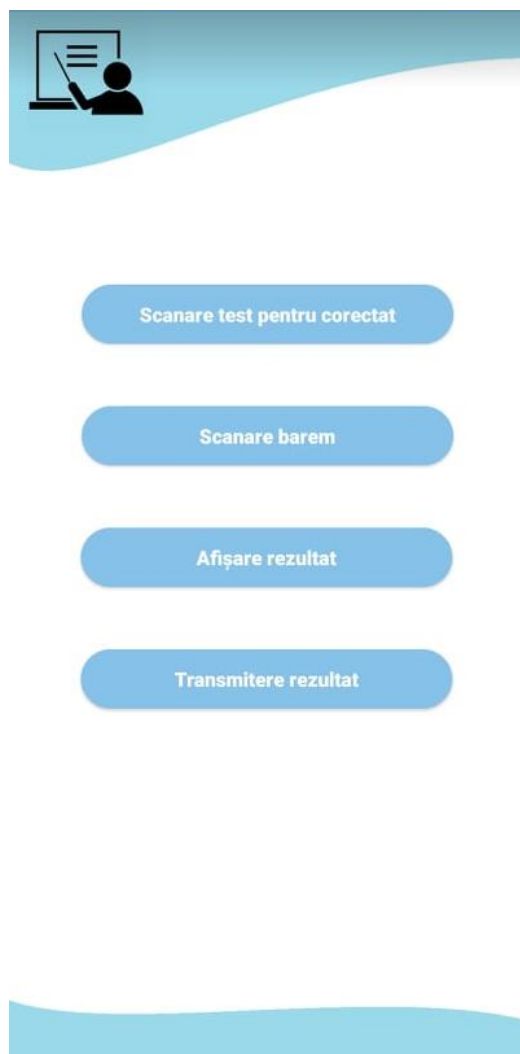 Scanare test pentru corectat
Scanare barem
Afișare rezultat
Transmitere rezultat